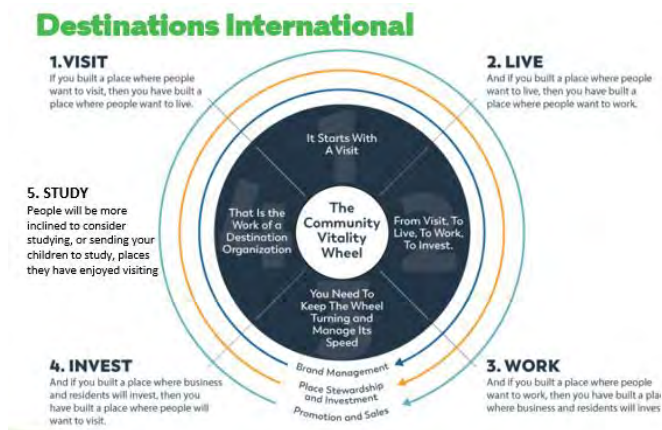 Destinations International
1.VISIT
If you built a place where people
want to visit, then you have built a
place where people want to live.
2. LIVE
And if you built a place where people
want to live, then you have built a
place where people want to work.
It Starts With
A Visit
5. STUDY
People will be more
inclined to consider
studying, or sending your
children to study, places
they have enjoyed visiting
That Is the
Work of a
Destination
Organization
The
Community
Vitality
Wheel
From Visit, To
Live, To Work,
To Invest.
You Need To
Keep The Wheel
Turning and
Manage Its
Speed
4. INVEST
And if you built a place where business
and residents will invest, then you
have built a place where people will
want to visit.
Brand Management
Place Stewardship
and Investment
Promotion and Sales
3. WORK
And if you built a place where people
want to work, then you have built a plac
where business and residents will inves
1
2
3
4